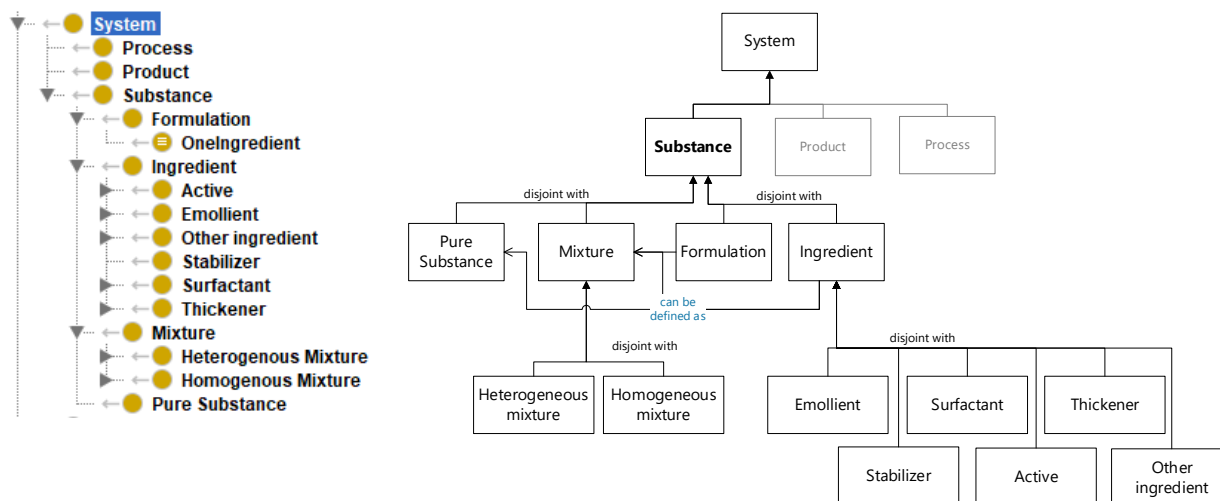 System
Process
Product
Substance
Formulation
OneIngredient
Ingredient
Active
Emollient
Other ingredient
Stabilizer
Surfactant
Thickener
Mixture
Heterogenous Mixture
Homogenous Mixture
Pure Substance
System
Substance
Product
Process
disjoint with
disjoint with
Pure
Substance
Mixture
Formulation
Ingredient
can be
defined as
disjoint with
disjoint with
Heterogeneous
mixture
Homogeneous
mixture
Emollient
Surfactant
Thickener
Stabilizer
Active
Other
ingredient